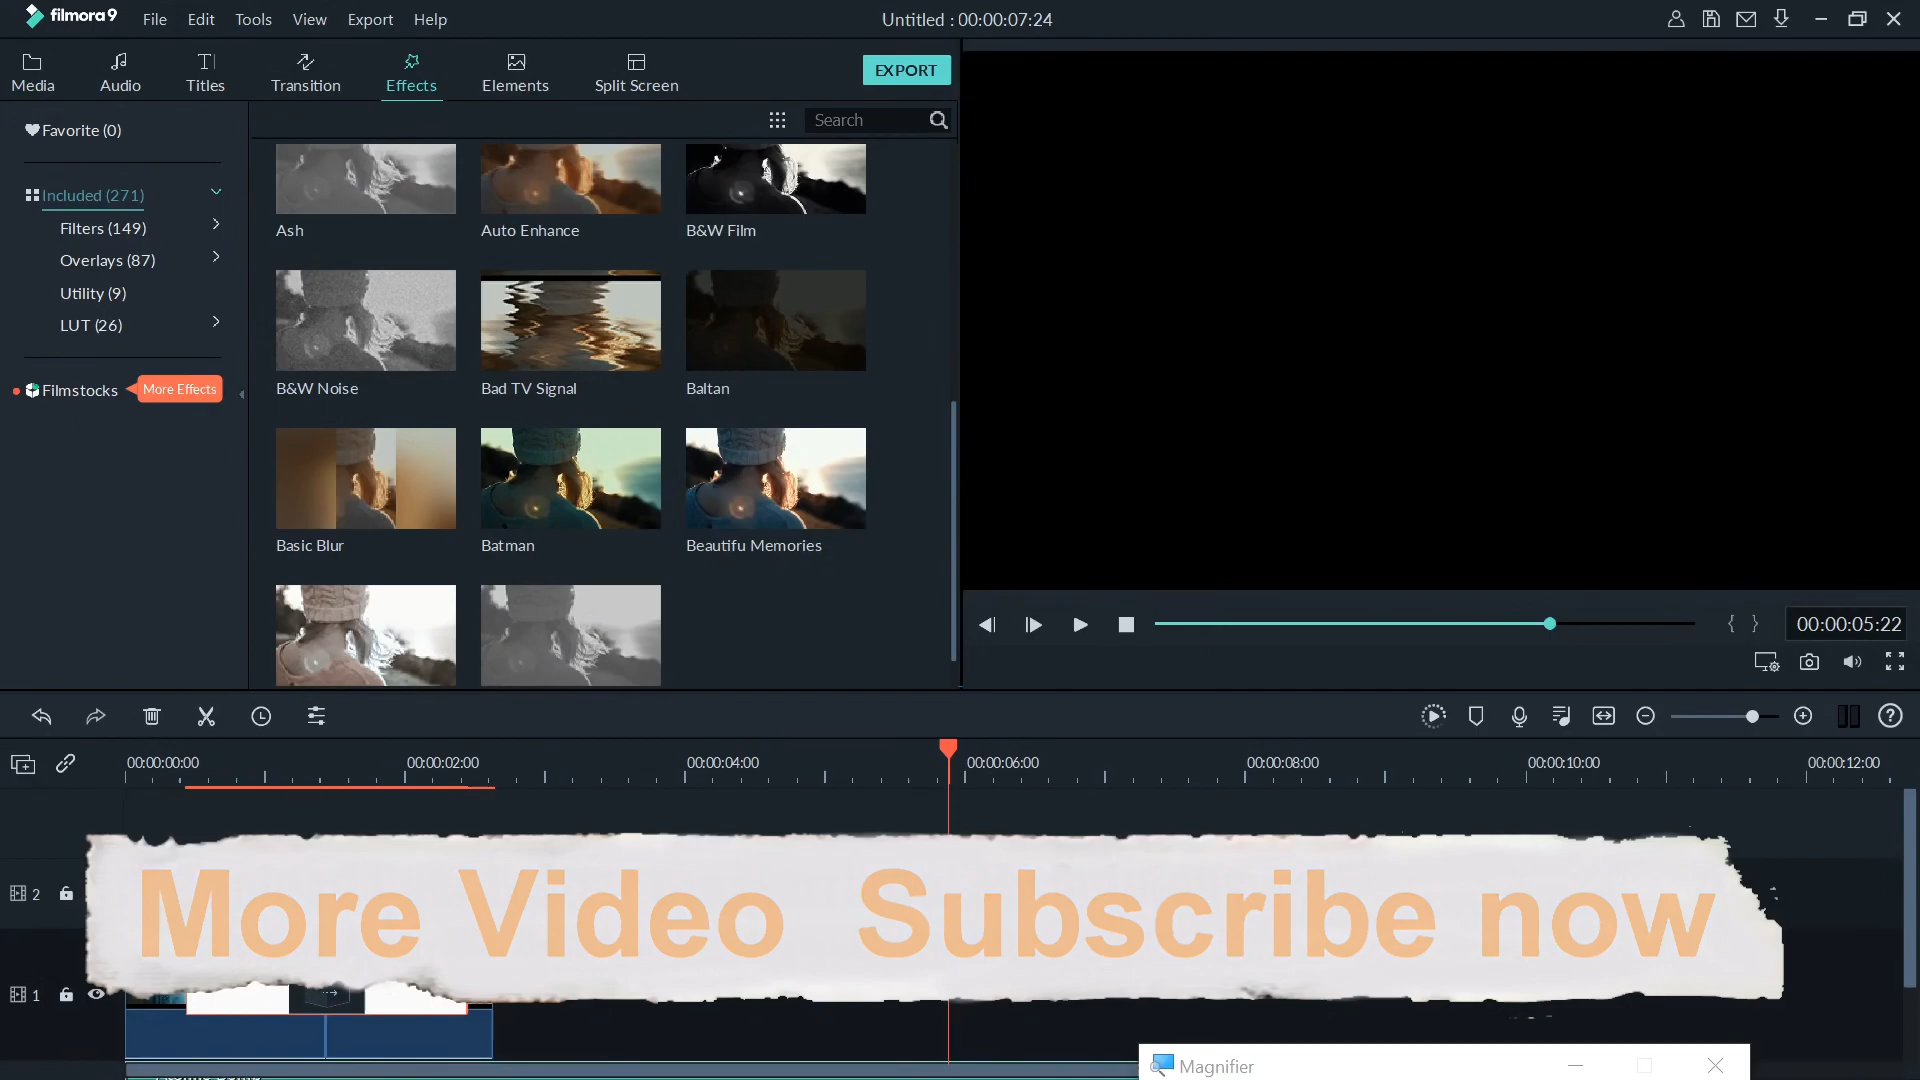 filmora9 File Edit Tools View Export Help Untitled : 00:00:07:24
Media Audio Titles Transition Effects Elements Split Screen EXPORT
Favorite (0)
Search
Included (271)
Filters (149)
Overlays (87)
Utility (9)
LUT (26)
Filmstocks More Effects
Ash Auto Enhance B&W Film
B&W Noise Bad TV Signal Baltan
Basic Blur Batman Beautifu Memories
{ } 00:00:05:22
00:00:00:00 00:00:02:00 00:00:04:00 00:00:06:00 00:00:08:00 00:00:10:00 00:00:12:00
2
More Video Subscribe now
1
Magnifier